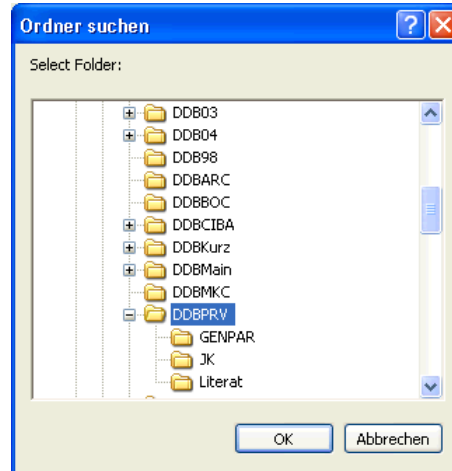 Ordner suchen
Select Folder:
DDB03
DDB04
DDB98
DDBARC
DDBBOC
DDBCIBA
DDBKurz
DDBMain
DDBMKC
DDBPRV
GENPAR
JK
Literat
OK Abbrechen